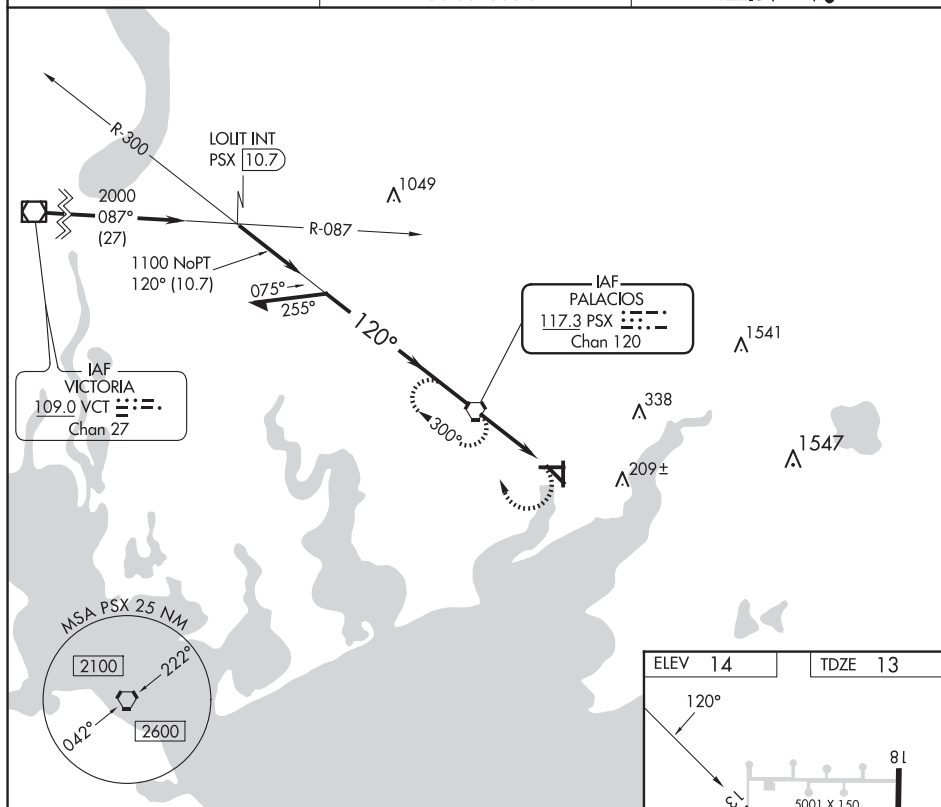 R-300
LOLIT INT
PSX 10.7
1049
2000
087°
(27)
R-087
1100 NoPT
120° (10.7)
075°
255°
120°
IAF
PALACIOS
117.3 PSX
Chan 120
1541
IAF
VICTORIA
109.0 VCT
Chan 27
300°
338
1547
209±
MSA PSX 25 NM
2100
222°
042°
2600
ELEV 14
TDZE 13
120°
18
13
5001 X 150